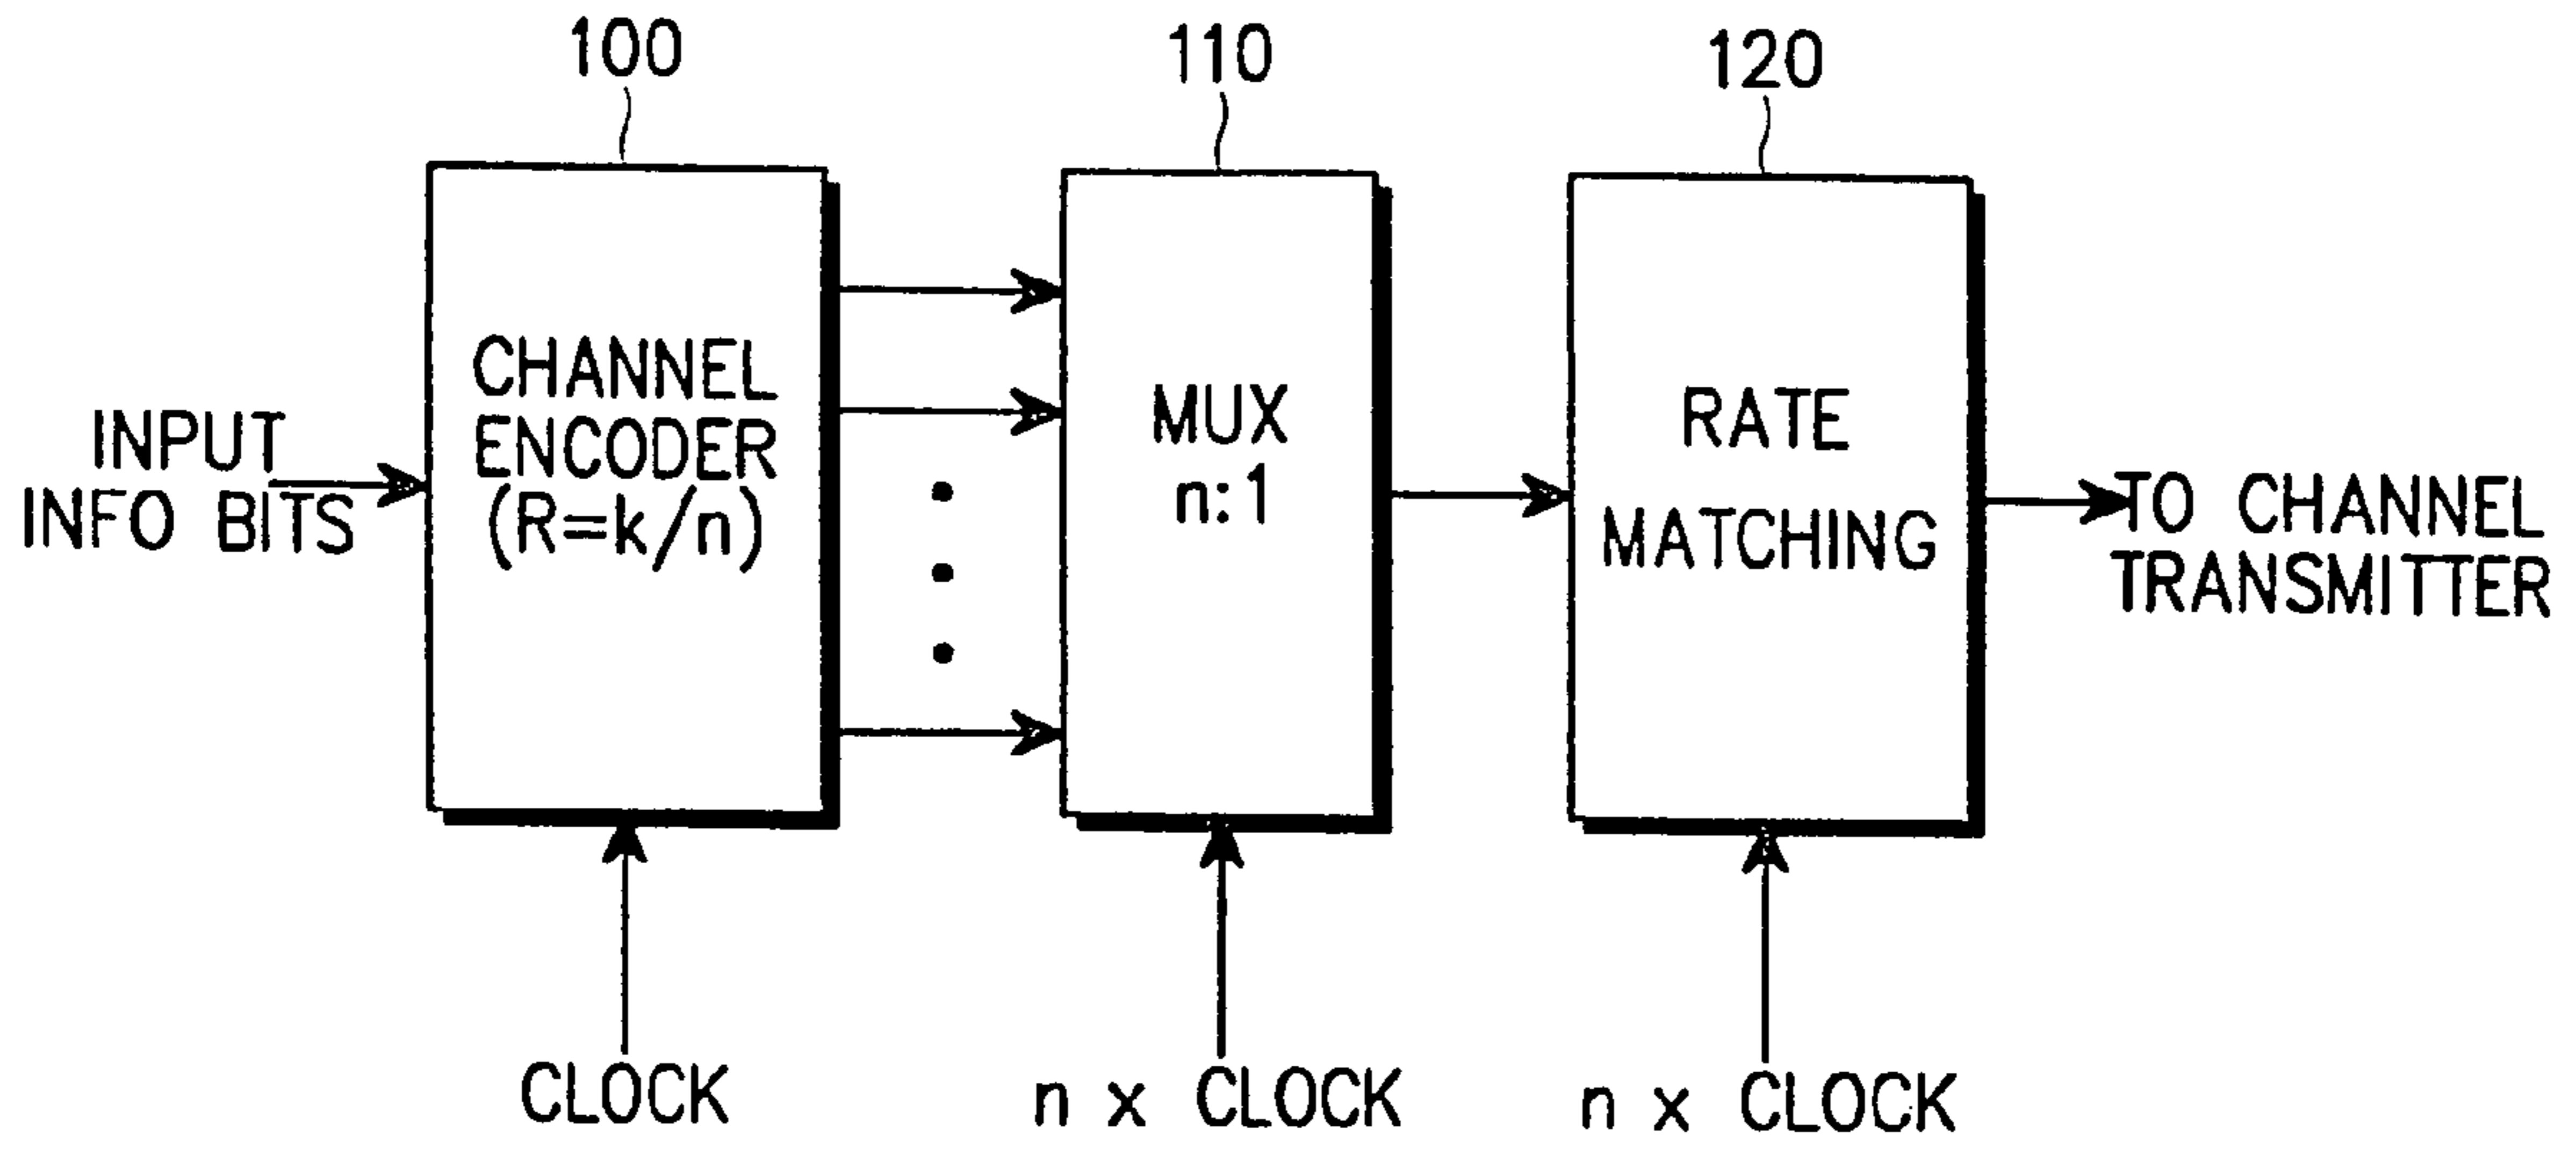 100
110
120
INPUT
INFO BITS
CHANNEL
ENCODER
(R=k/n)
MUX
n:1
RATE
MATCHING
TO CHANNEL
TRANSMITTER
CLOCK
n x CLOCK
n x CLOCK